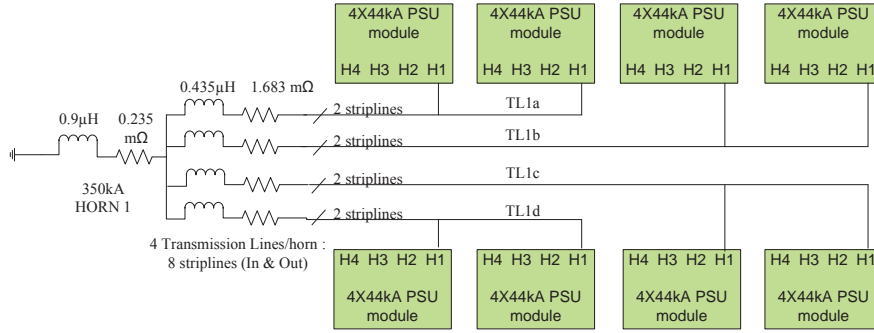 4X44kA PSU
module
H4 H3 H2 H1
4X44kA PSU
module
H4 H3 H2 H1
4X44kA PSU
module
H4 H3 H2 H1
4X44kA PSU
module
H4 H3 H2 H1
0.435µH
1.683 mΩ
0.9µH
0.235
mΩ
2 striplines
TL1a
2 striplines
TL1b
2 striplines
TL1c
2 striplines
TL1d
350kA
HORN 1
4 Transmission Lines/horn :
8 striplines (In & Out)
H4 H3 H2 H1
4X44kA PSU
module
H4 H3 H2 H1
4X44kA PSU
module
H4 H3 H2 H1
4X44kA PSU
module
H4 H3 H2 H1
4X44kA PSU
module